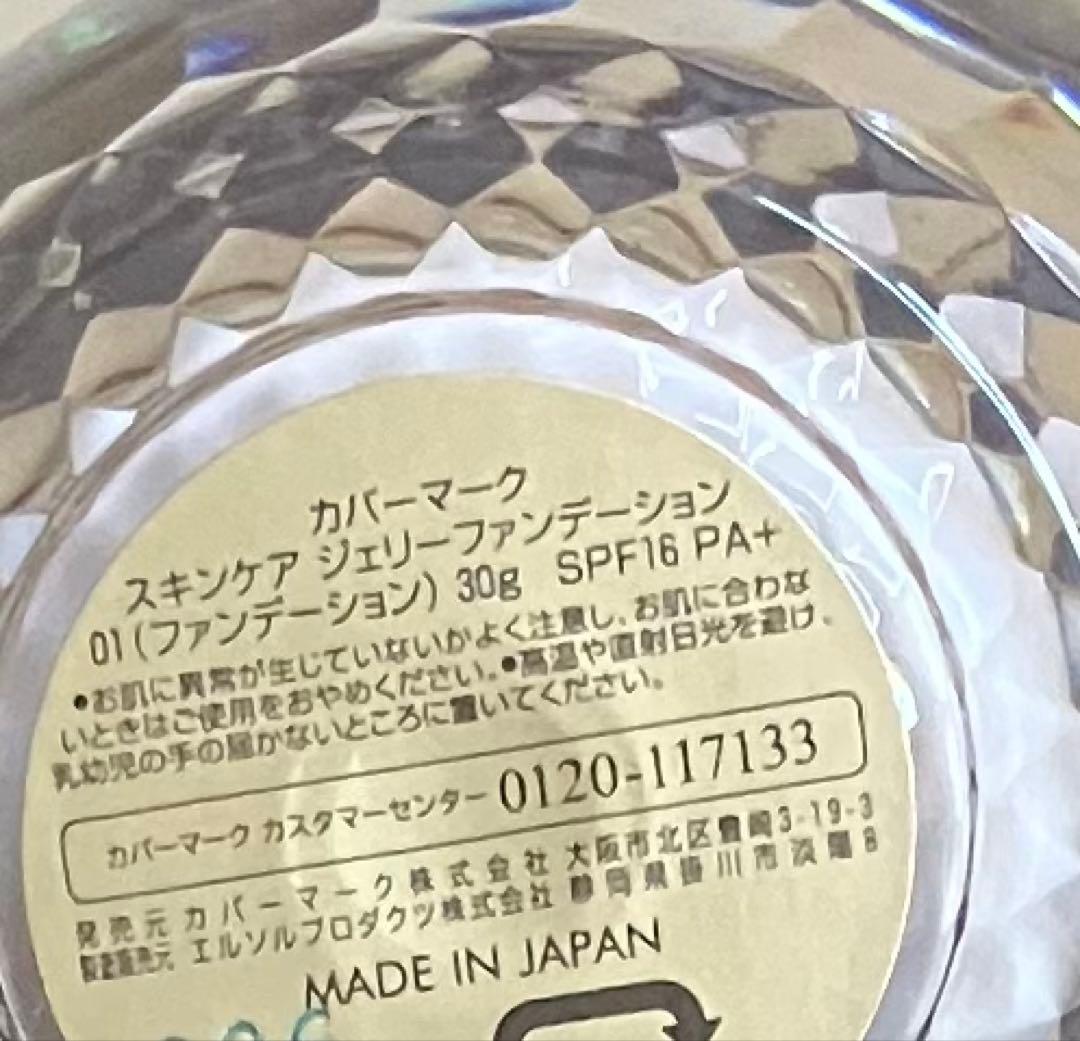 カバーマーク
スキンケア ジェリーファンデーション
01(ファンデーション) 30g SPF16 PA+
●お肌に異常が生じていないかよく注意し、お肌に合わな
いときはご使用をおやめください。●高温や直射日光を避け、
乳幼児の手の届かないところに置いてください。
カバーマーク カスタマーセンター 0120-117133
発売元 カバーマーク株式会社 大阪市北区豊崎3-19-3
製造販売元 エルソルプロダクツ株式会社 静岡県掛川市淡陽8
MADE IN JAPAN